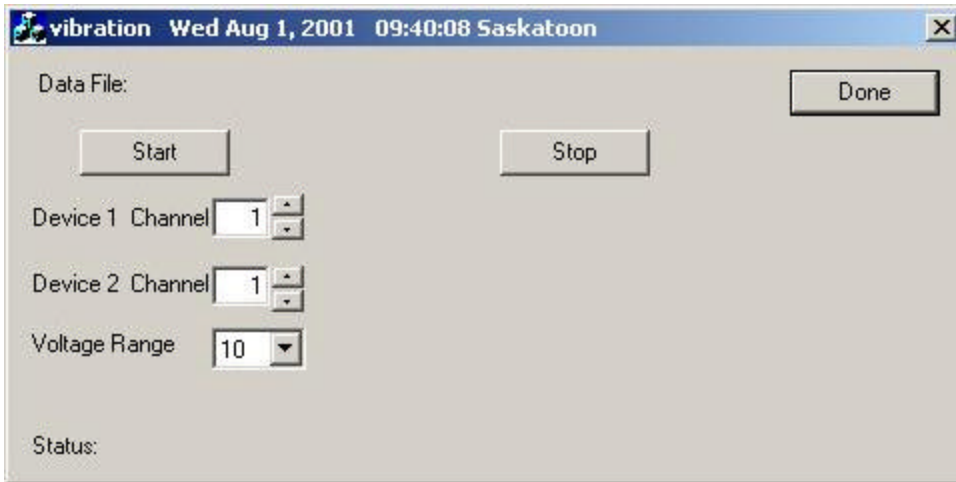 vibration Wed Aug 1, 2001 09:40:08 Saskatoon
Data File:
Done
Start
Stop
Device 1 Channel 1
Device 2 Channel 1
Voltage Range 10
Status: